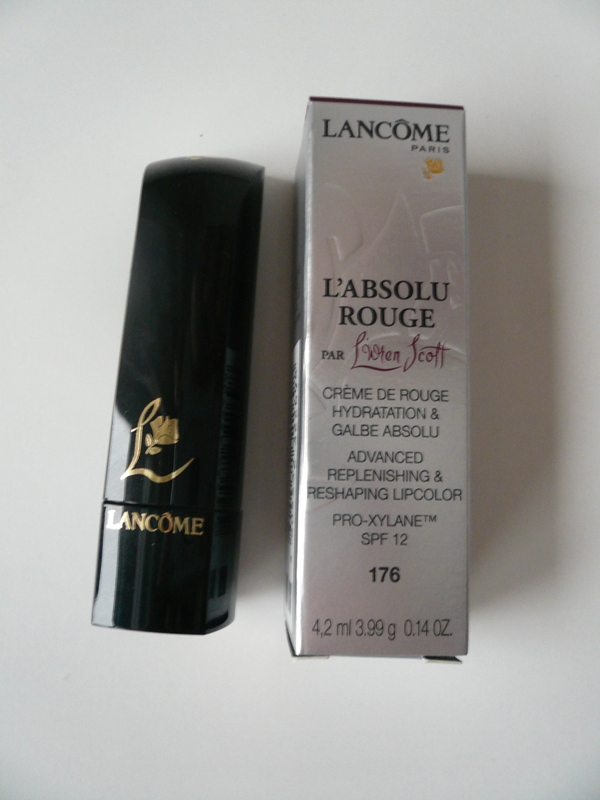 LANCÔME
LANCÔME
PARIS
L'ABSOLU
ROUGE
PAR L'Wren Scott
CRÈME DE ROUGE
HYDRATATION &
GALBE ABSOLU
ADVANCED
REPLENISHING &
RESHAPING LIPCOLOR
PRO-XYLANE™
SPF 12
176
4,2 ml 3.99 g 0.14 OZ.